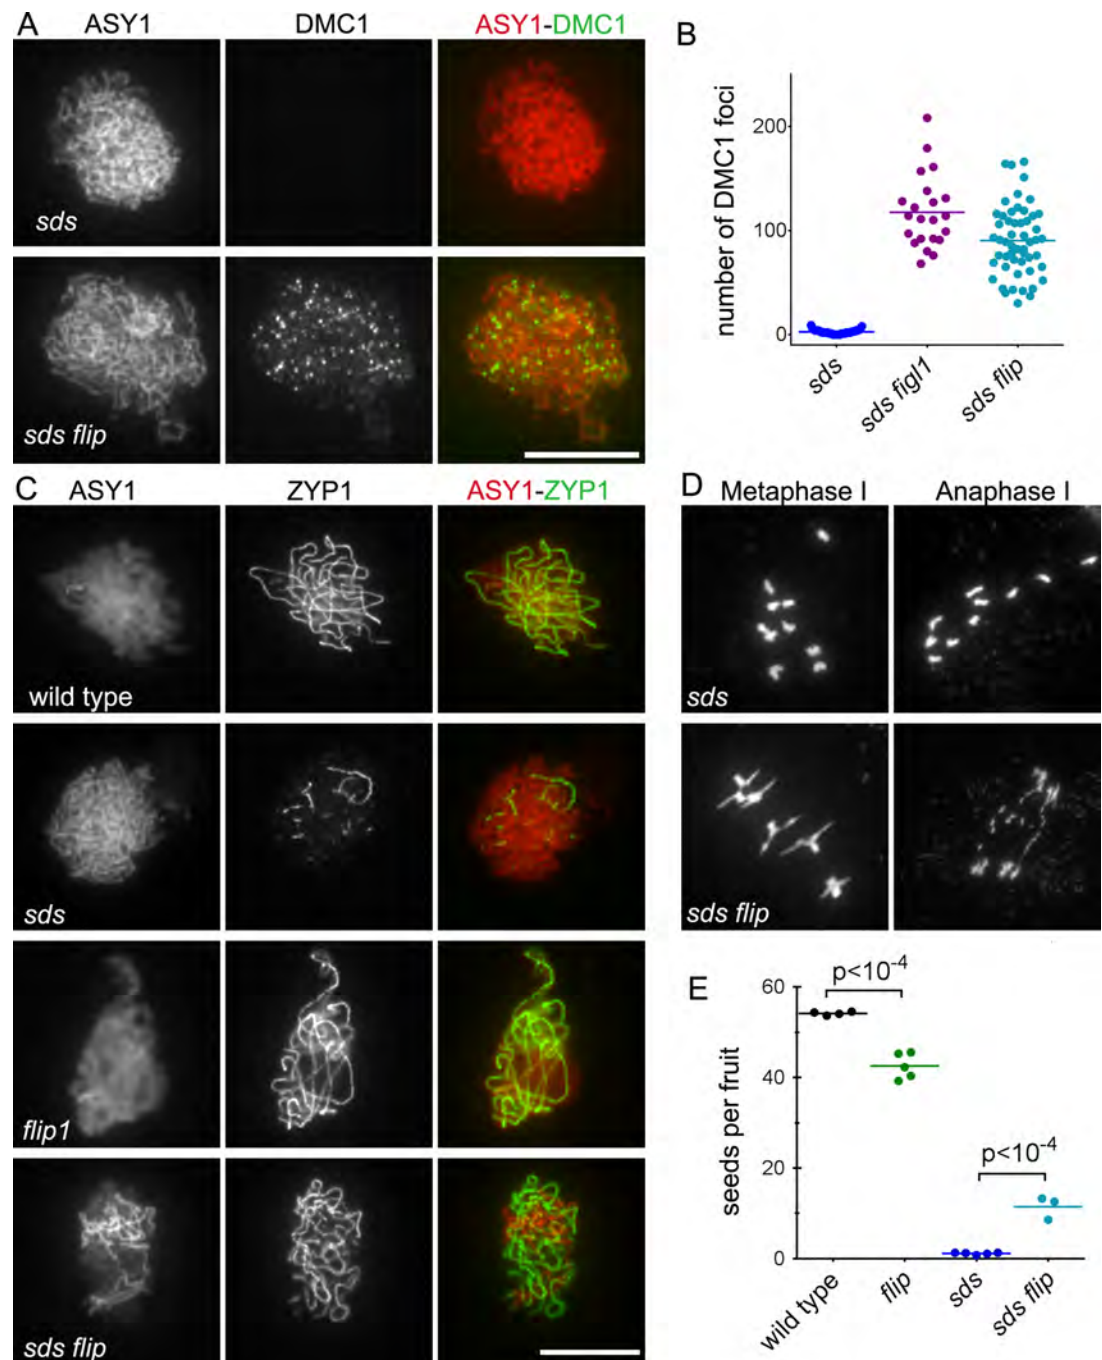 A
ASY1 DMC1 ASY1-DMC1
sds
sds flip
B
number of DMC1 foci
200
100
0
sds sds figl1 sds flip
C
ASY1 ZYP1 ASY1-ZYP1
wild type
sds
flip1
sds flip
D
Metaphase I Anaphase I
sds
sds flip
E
seeds per fruit
60
40
20
0
p<10⁻⁴
p<10⁻⁴
wild type flip sds sds flip